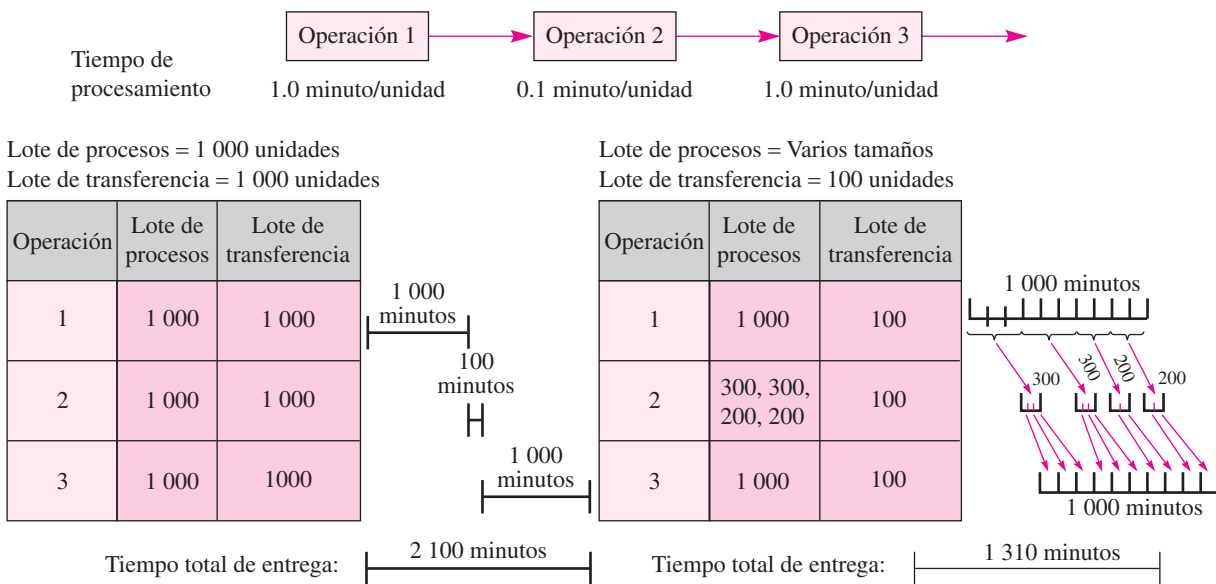 Operación 1
Operación 2
Operación 3
Tiempo de
procesamiento
1.0 minuto/unidad
0.1 minuto/unidad
1.0 minuto/unidad
Lote de procesos = 1 000 unidades
Lote de transferencia = 1 000 unidades
Operación
Lote de
procesos
Lote de
transferencia
1
1 000
1 000
2
1 000
1 000
3
1 000
1000
1 000
minutos
100
minutos
1 000
minutos
Tiempo total de entrega:
2 100 minutos
Lote de procesos = Varios tamaños
Lote de transferencia = 100 unidades
Operación
Lote de
procesos
Lote de
transferencia
1
1 000
100
2
300, 300,
200, 200
100
3
1 000
100
1 000 minutos
300
300
200
200
1 000 minutos
Tiempo total de entrega:
1 310 minutos